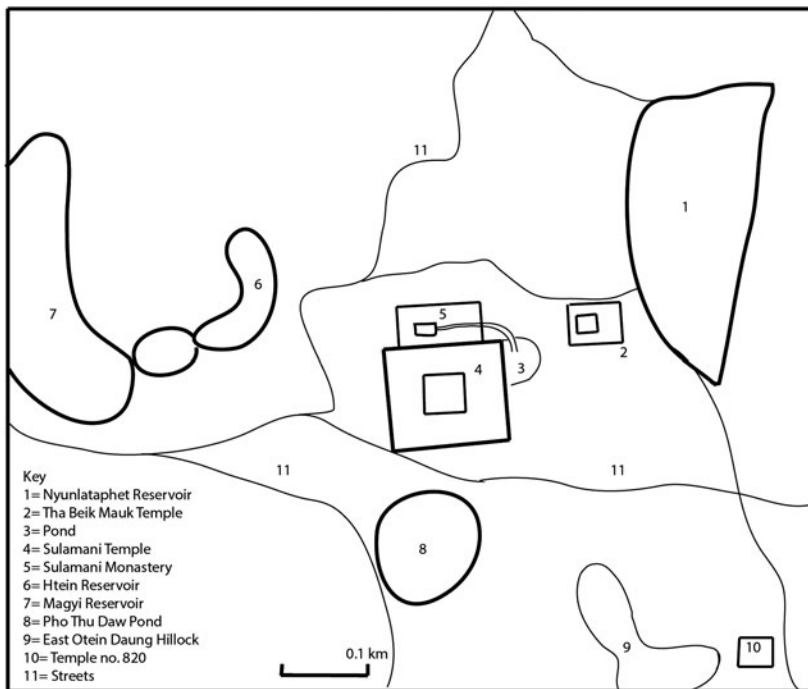 11
1
6
7
5
4
3
2
11
11
8
9
10
Key
1= Nyunlataphet Reservoir
2= Tha Beik Mauk Temple
3= Pond
4= Sulamani Temple
5= Sulamani Monastery
6= Htein Reservoir
7= Magyi Reservoir
8= Pho Thu Daw Pond
9= East Otein Daung Hillock
10= Temple no. 820
11= Streets
0.1 km